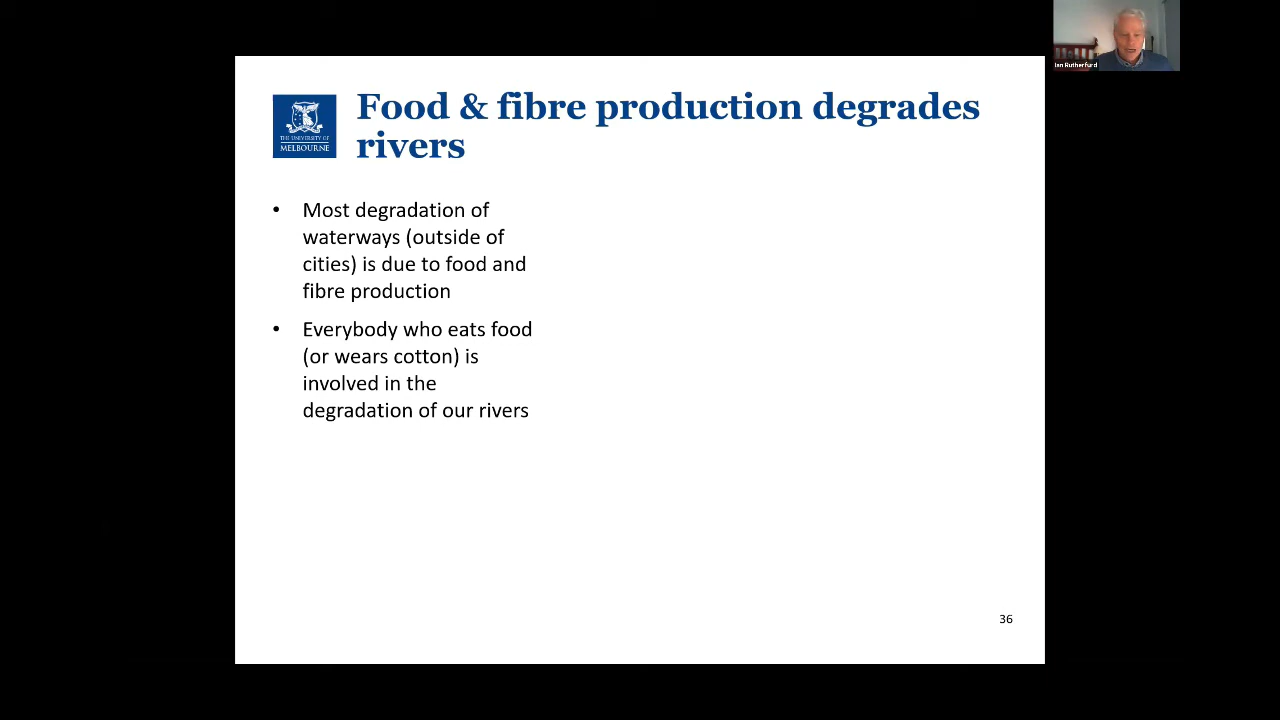 Ian Rutherfurd
Food & fibre production degrades
rivers
THE UNIVERSITY OF
MELBOURNE
• Most degradation of
waterways (outside of
cities) is due to food and
fibre production
• Everybody who eats food
(or wears cotton) is
involved in the
degradation of our rivers
36